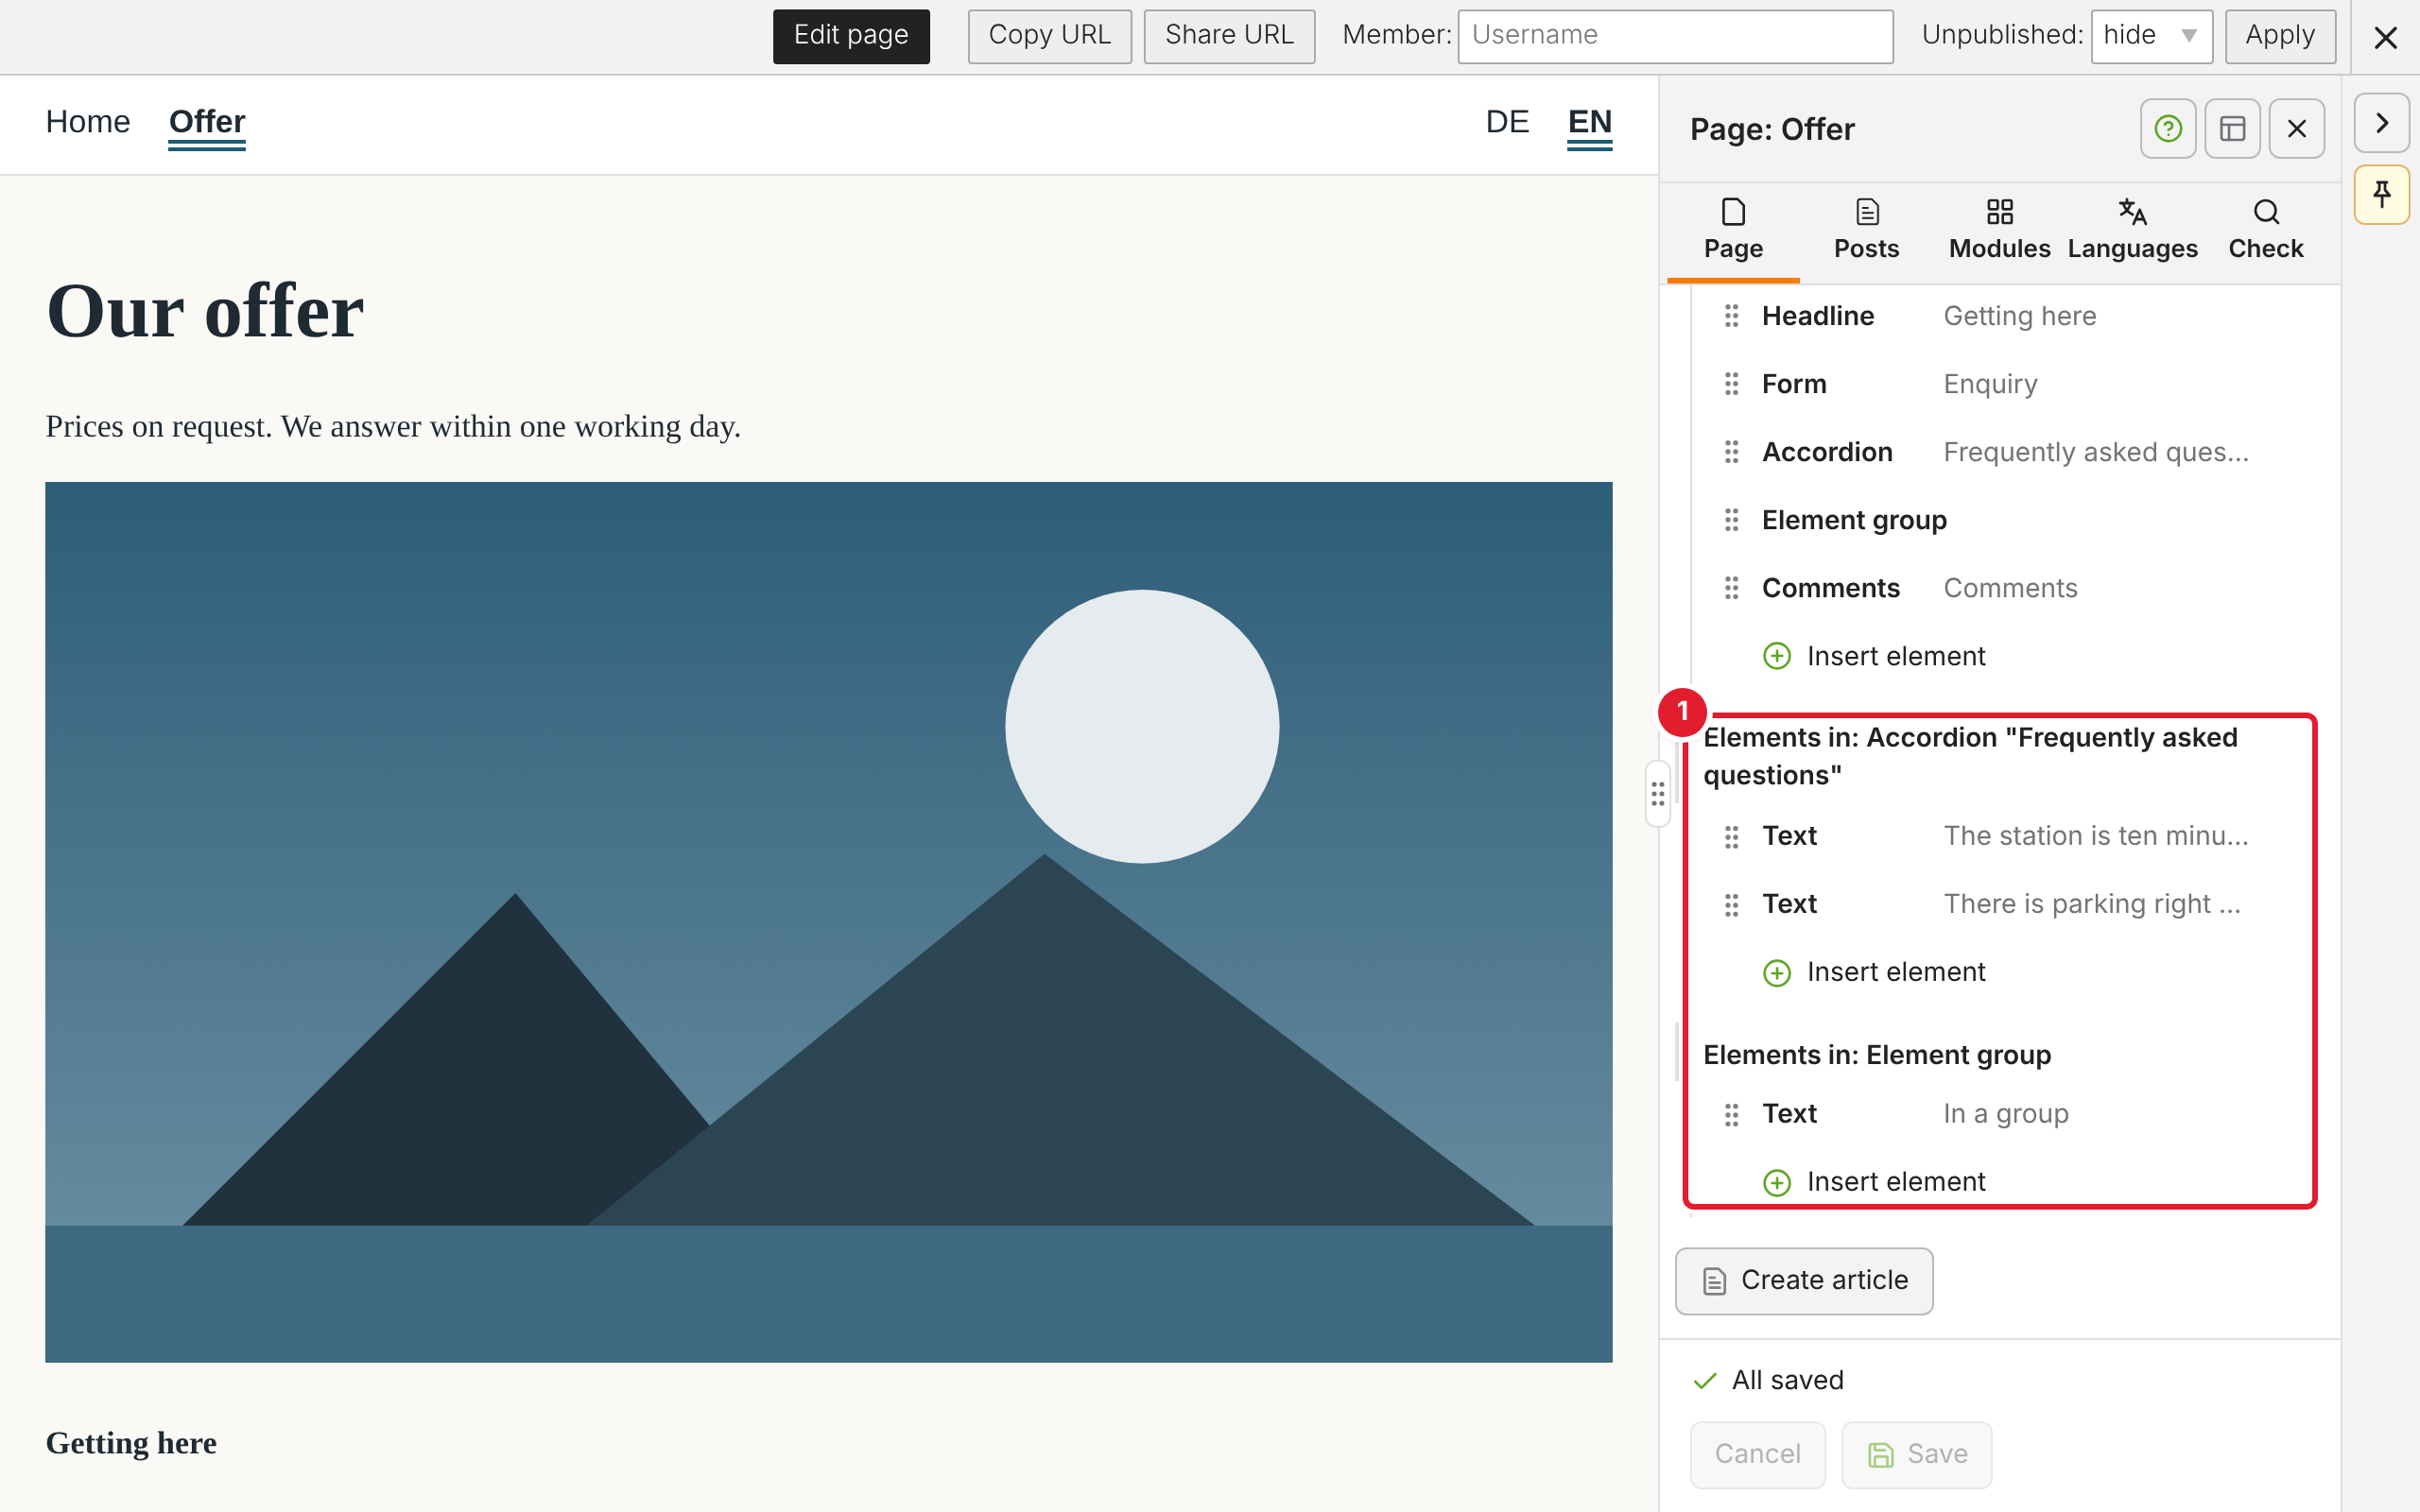 Edit page
Copy URL
Share URL
Member:
Username
Unpublished:
hide
Apply
Home
Offer
DE
EN
Our offer
Prices on request. We answer within one working day.
Getting here
Page: Offer
Page
Posts
Modules
Languages
Check
Headline Getting here
Form Enquiry
Accordion Frequently asked ques...
Element group
Comments Comments
Insert element
1
Elements in: Accordion "Frequently asked
questions"
Text The station is ten minu...
Text There is parking right ...
Insert element
Elements in: Element group
Text In a group
Insert element
Create article
All saved
Cancel
Save